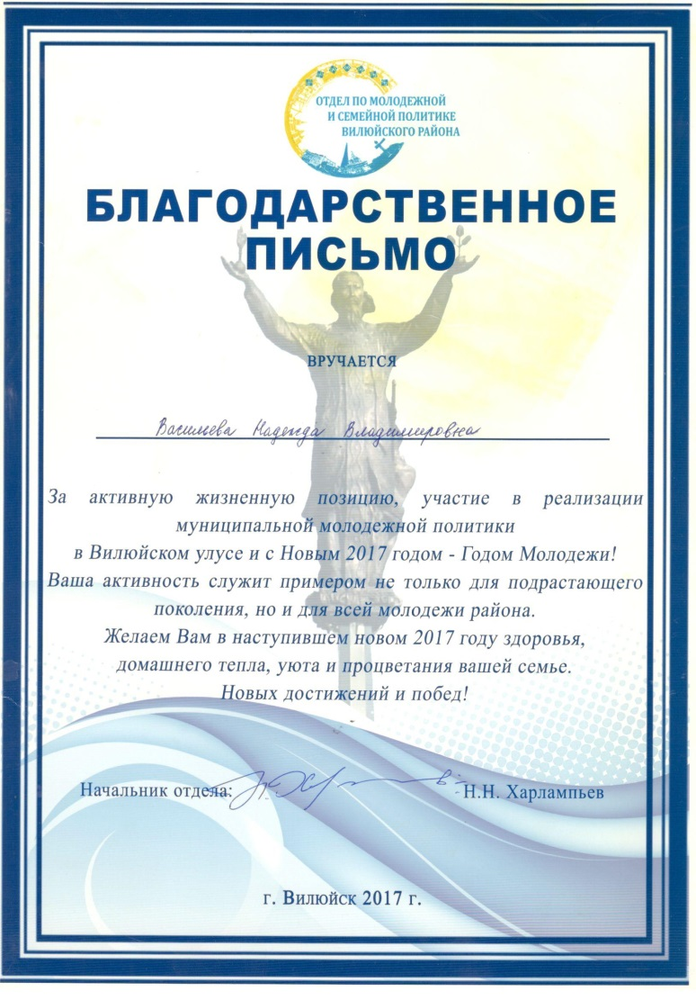 ОТДЕЛ ПО МОЛОДЕЖНОЙ
И СЕМЕЙНОЙ ПОЛИТИКЕ
ВИЛЮЙСКОГО РАЙОНА
БЛАГОДАРСТВЕННОЕ
ПИСЬМО
ВРУЧАЕТСЯ
Васильева Надежда Владимировна
За активную жизненную позицию, участие в реализации
муниципальной молодежной политики
в Вилюйском улусе и с Новым 2017 годом - Годом Молодежи!
Ваша активность служит примером не только для подрастающего
поколения, но и для всей молодежи района.
Желаем Вам в наступившем новом 2017 году здоровья,
домашнего тепла, уюта и процветания вашей семье.
Новых достижений и побед!
Начальник отдела: Н.Н. Харлампьев
г. Вилюйск 2017 г.